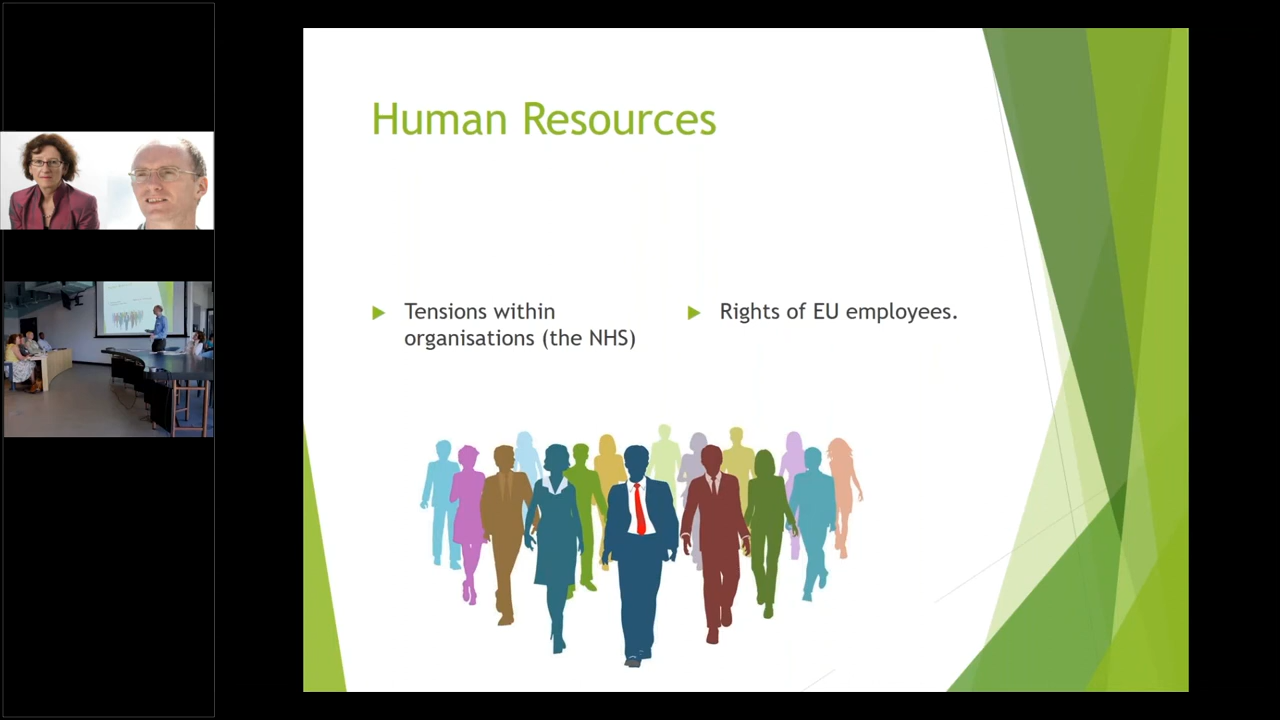 Human Resources
Tensions within
organisations (the NHS)
Rights of EU employees.